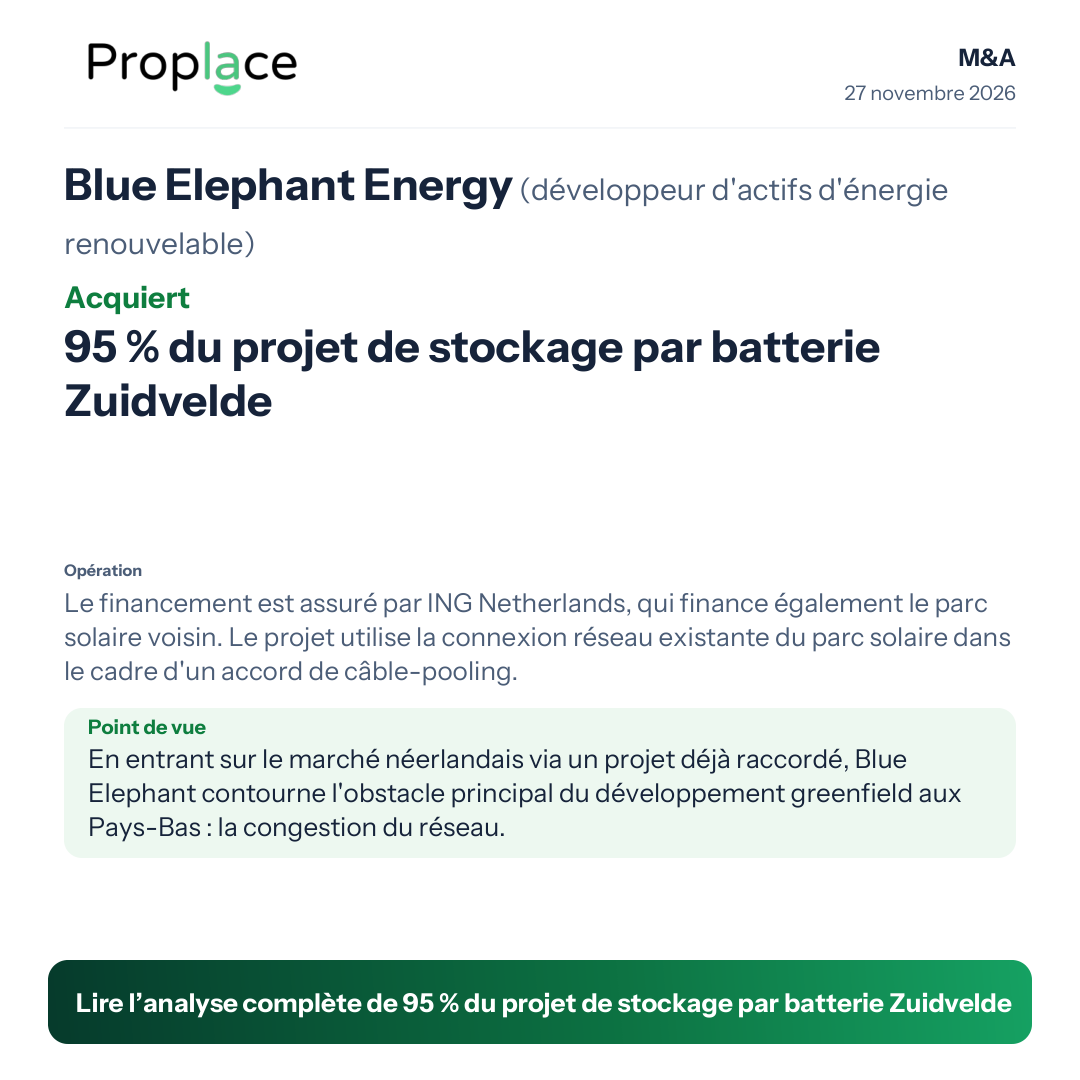 Proplace
M&A
27 novembre 2026
Blue Elephant Energy (développeur d'actifs d'énergie
renouvelable)
Acquiert
95 % du projet de stockage par batterie
Zuidvelde
Opération
Le financement est assuré par ING Netherlands, qui finance également le parc
solaire voisin. Le projet utilise la connexion réseau existante du parc solaire dans
le cadre d'un accord de câble-pooling.
Point de vue
En entrant sur le marché néerlandais via un projet déjà raccordé, Blue
Elephant contourne l'obstacle principal du développement greenfield aux
Pays-Bas : la congestion du réseau.
Lire l’analyse complète de 95 % du projet de stockage par batterie Zuidvelde